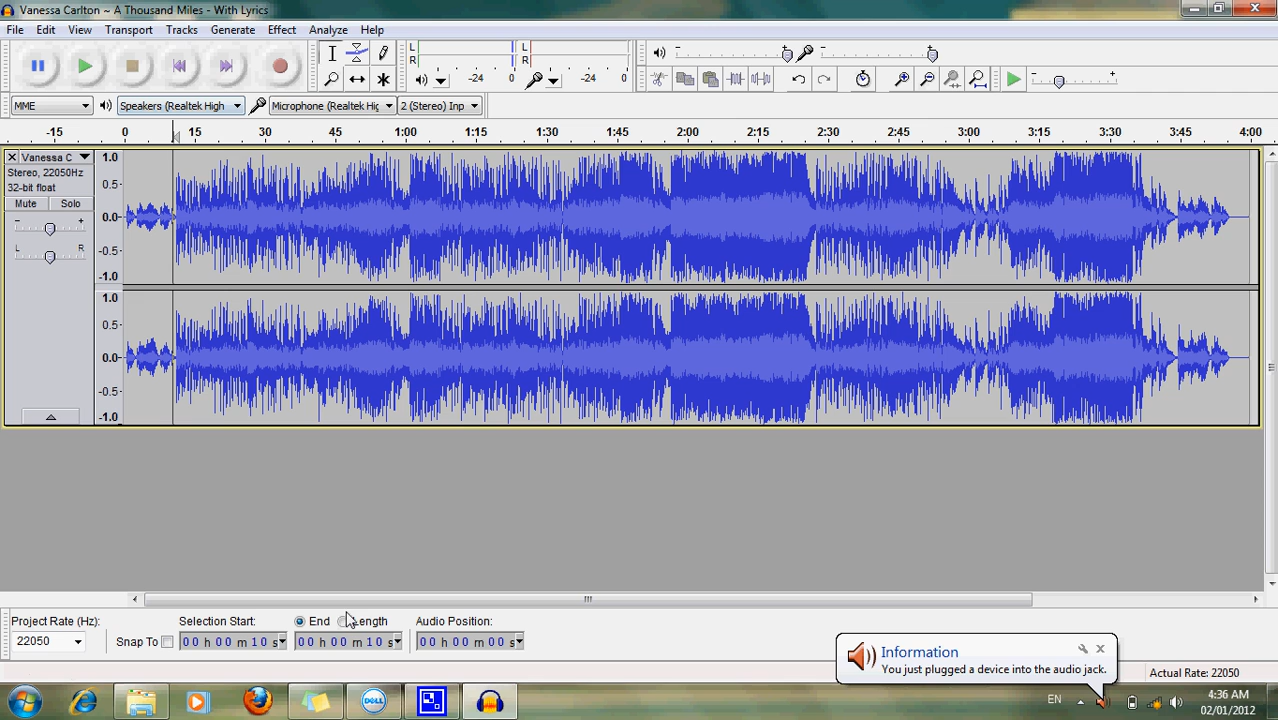 Vanessa Carlton ~ A Thousand Miles - With Lyrics
File Edit View Transport Tracks Generate Effect Analyze Help
L R -24 0 L R -24 0
MME Speakers (Realtek High Microphone (Realtek Hig 2 (Stereo) Inp
-15 0 15 30 45 1:00 1:15 1:30 1:45 2:00 2:15 2:30 2:45 3:00 3:15 3:30 3:45 4:00
Vanessa C
Stereo, 22050Hz
32-bit float
Mute Solo
- +
L R
1.0
0.5-
0.0-
-0.5-
-1.0
1.0
0.5-
0.0-
-0.5-
-1.0
Project Rate (Hz): Selection Start: End Length Audio Position:
22050 Snap To 00 h 00 m 10 s 00 h 00 m 10 s 00 h 00 m 00 s
Information
You just plugged a device into the audio jack.
Actual Rate: 22050
DELL
EN
4:36 AM
02/01/2012